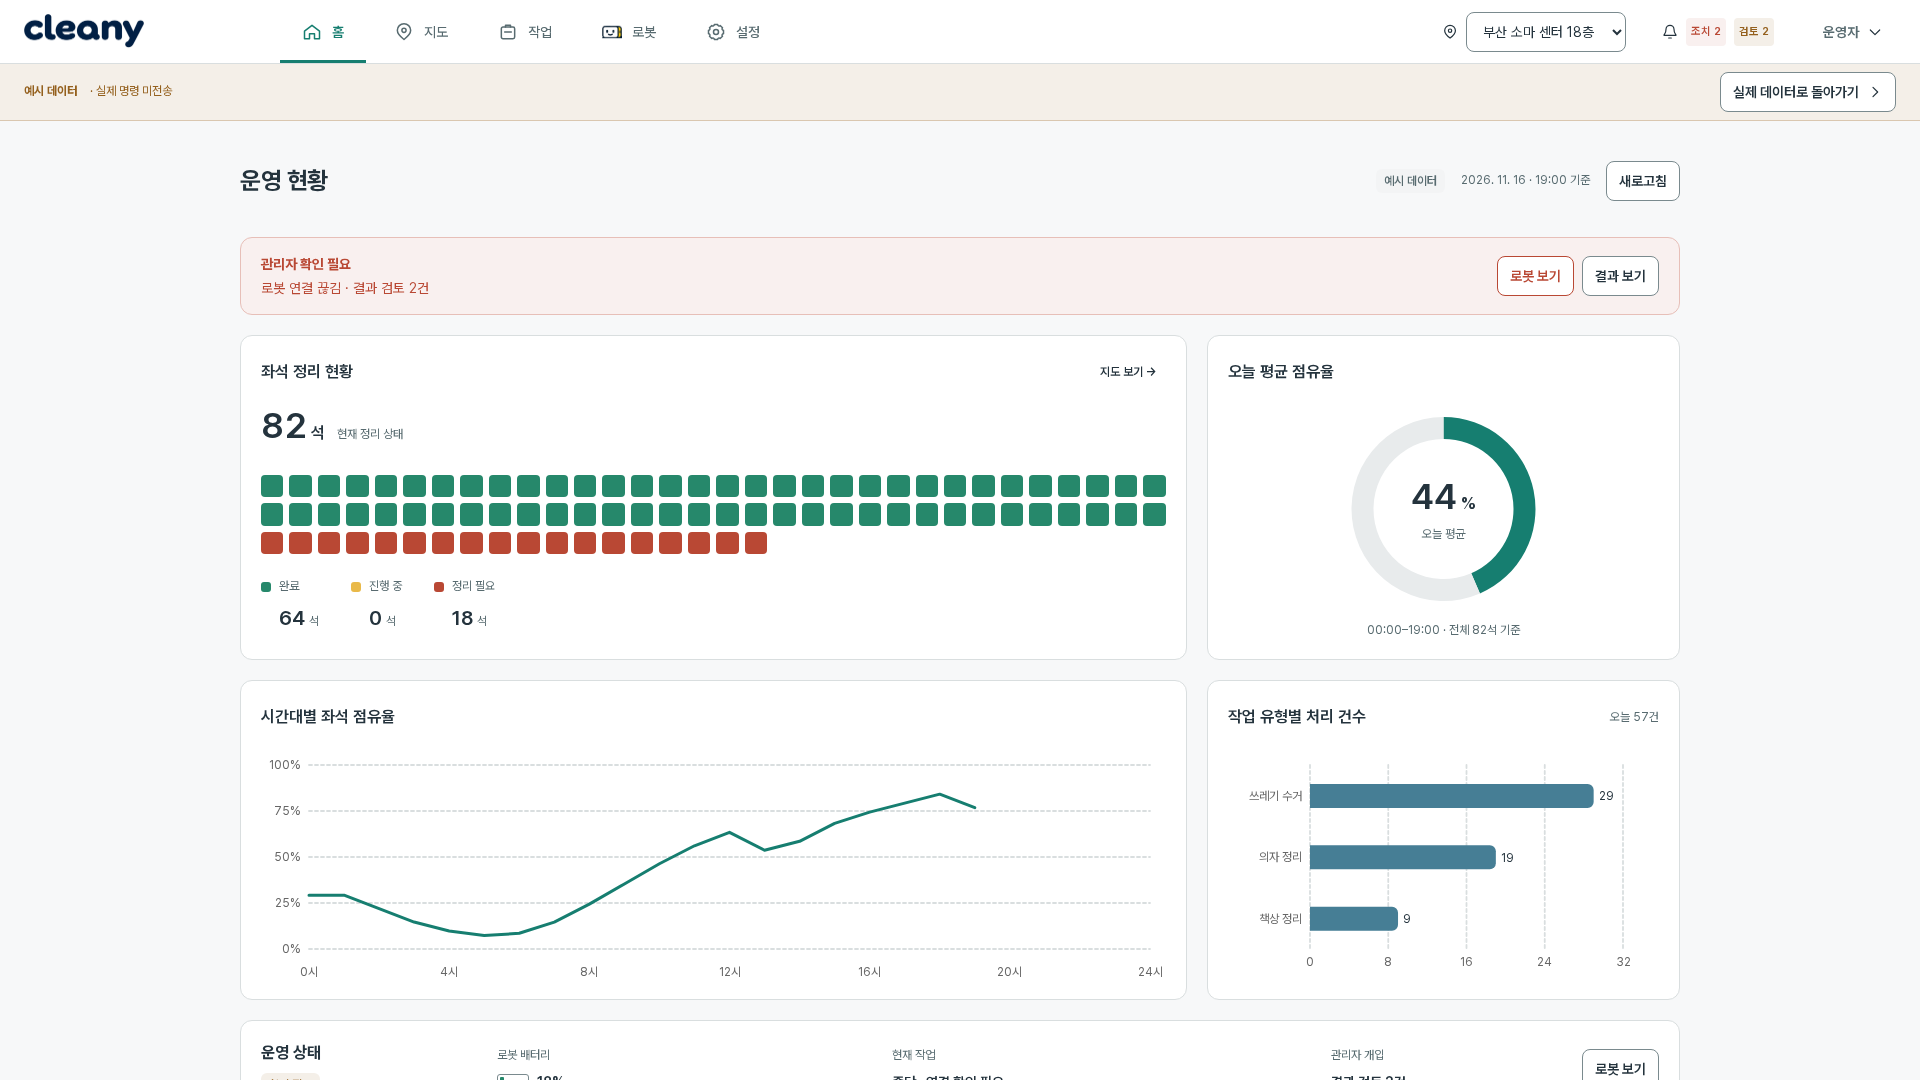 cleany
홈
지도
작업
로봇
설정
부산 소마 센터 18층
조치 2
검토 2
운영자
예시 데이터 · 실제 명령 미전송
실제 데이터로 돌아가기
운영 현황
예시 데이터
2026. 11. 16 · 19:00 기준
새로고침
관리자 확인 필요
로봇 연결 끊김 · 결과 검토 2건
로봇 보기
결과 보기
좌석 정리 현황
지도 보기
82 석 현재 정리 상태
완료
64 석
진행 중
0 석
정리 필요
18 석
오늘 평균 점유율
44 %
오늘 평균
00:00–19:00 · 전체 82석 기준
시간대별 좌석 점유율
100%
75%
50%
25%
0%
0시 4시 8시 12시 16시 20시 24시
작업 유형별 처리 건수
오늘 57건
쓰레기 수거 29
의자 정리 19
책상 정리 9
0 8 16 24 32
운영 상태
로봇 배터리
현재 작업
관리자 개입
로봇 보기